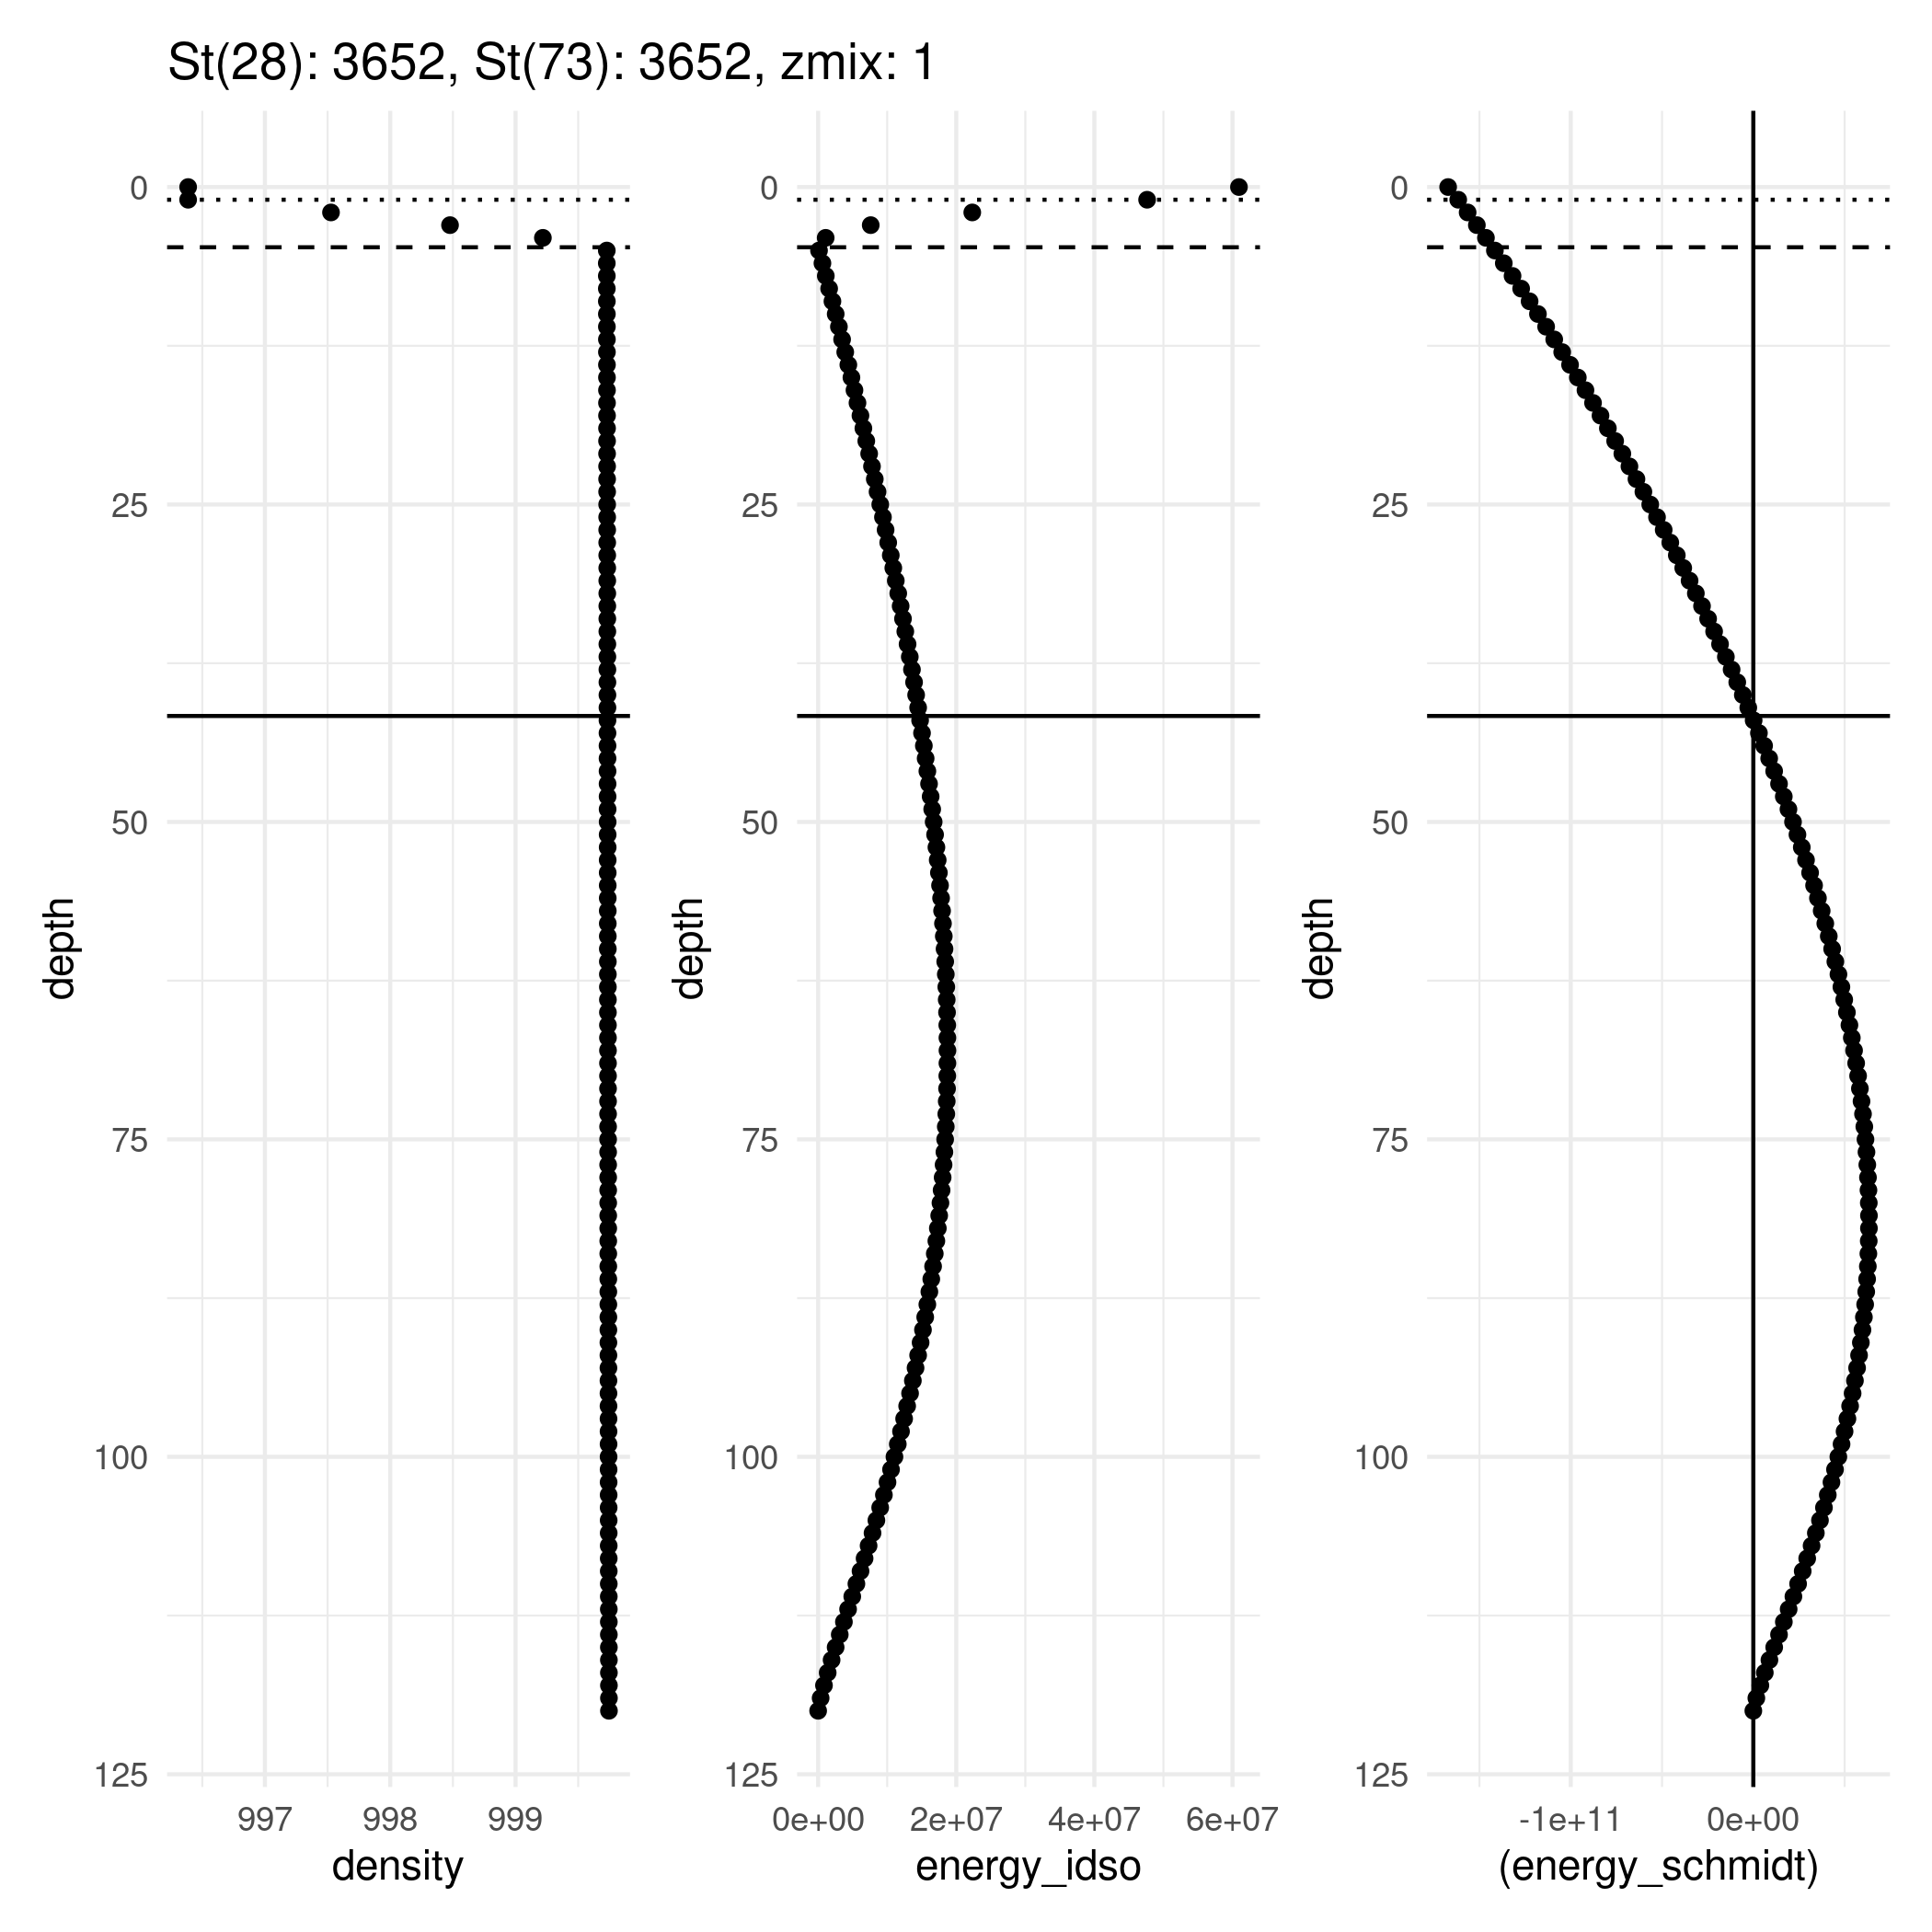 St(28): 3652, St(73): 3652, zmix: 1
0
25
50
75
100
125
depth
997
998
999
density
0
25
50
75
100
125
depth
0e+00
2e+07
4e+07
6e+07
energy_idso
0
25
50
75
100
125
depth
-1e+11
0e+00
(energy_schmidt)